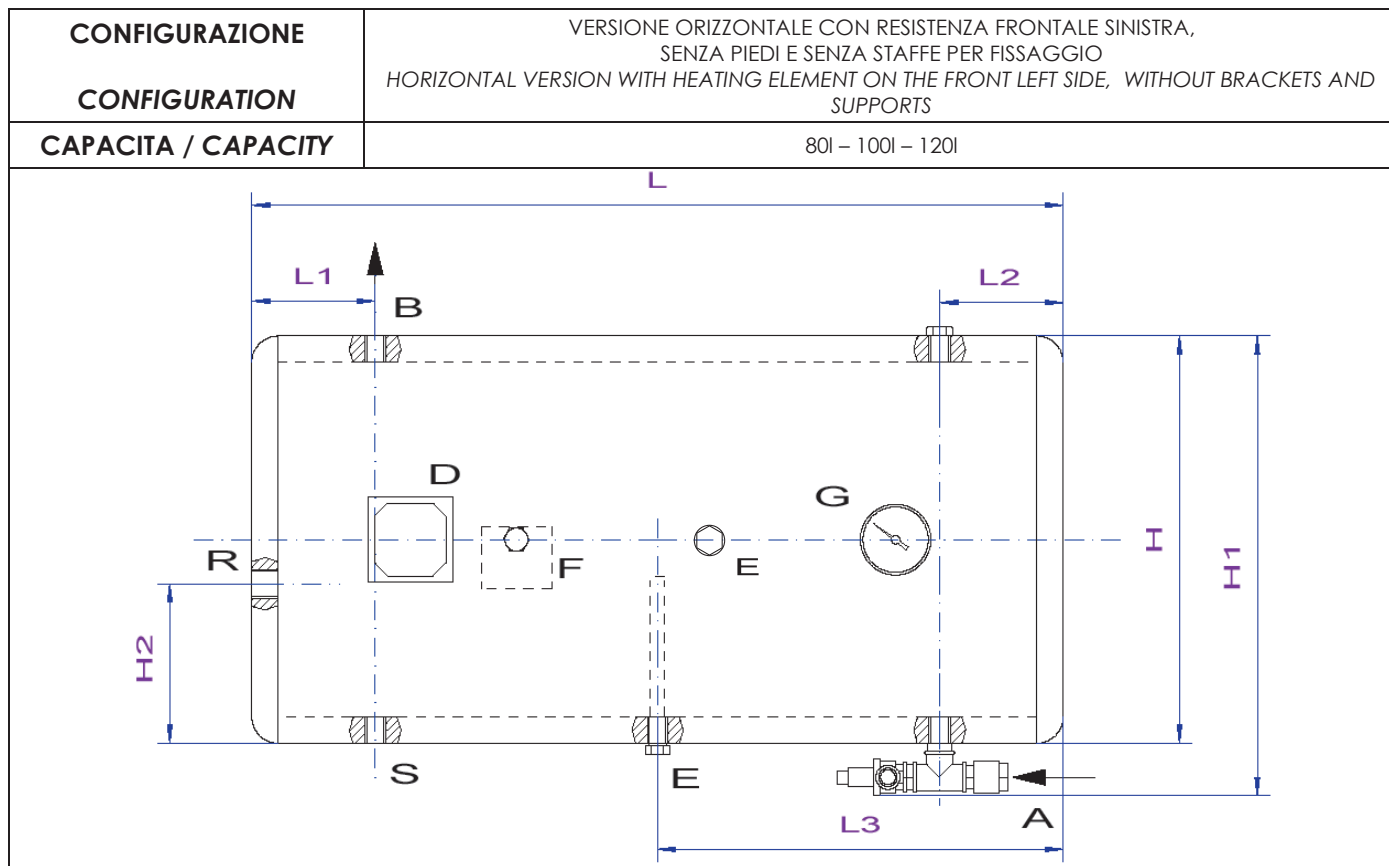 CONFIGURAZIONE
CONFIGURATION
VERSIONE ORIZZONTALE CON RESISTENZA FRONTALE SINISTRA,
SENZA PIEDI E SENZA STAFFE PER FISSAGGIO
HORIZONTAL VERSION WITH HEATING ELEMENT ON THE FRONT LEFT SIDE, WITHOUT BRACKETS AND
SUPPORTS
CAPACITA / CAPACITY
80l – 100l – 120l
L
L1
L2
B
D
G
R
F
E
H
H1
H2
S
E
A
L3